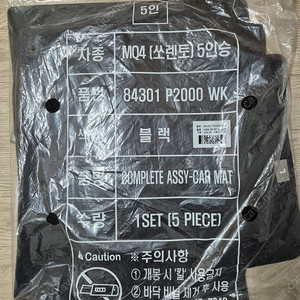 5인
차종 MQ4 (쏘렌토) 5인승
품번 84301 P2000 WK
블랙
COMPLETE ASSY-CAR MAT
수량 1SET (5 PIECE)
※ 주의사항
① 개봉시 '칼' 사용금지
② 바닥 비닐 제거 후 사용